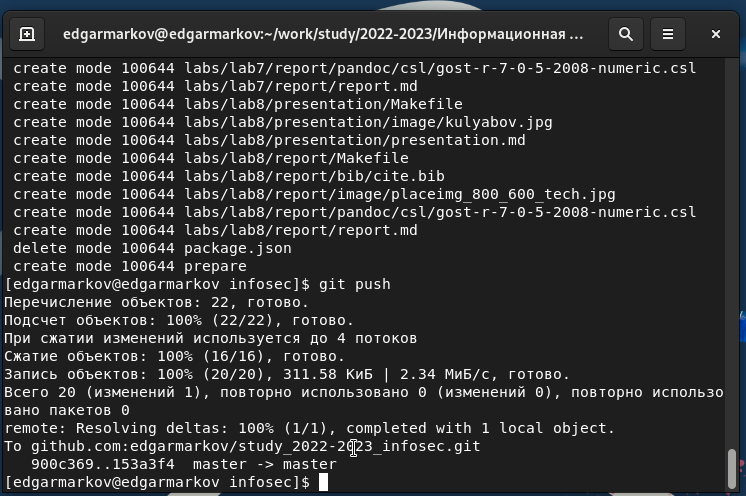 edgarmarkov@edgarmarkov:~/work/study/2022-2023/Информационная ...
create mode 100644 labs/lab7/report/pandoc/csl/gost-r-7-0-5-2008-numeric.csl
create mode 100644 labs/lab7/report/report.md
create mode 100644 labs/lab8/presentation/Makefile
create mode 100644 labs/lab8/presentation/image/kulyabov.jpg
create mode 100644 labs/lab8/presentation/presentation.md
create mode 100644 labs/lab8/report/Makefile
create mode 100644 labs/lab8/report/bib/cite.bib
create mode 100644 labs/lab8/report/image/placeimg_800_600_tech.jpg
create mode 100644 labs/lab8/report/pandoc/csl/gost-r-7-0-5-2008-numeric.csl
create mode 100644 labs/lab8/report/report.md
delete mode 100644 package.json
create mode 100644 prepare
[edgarmarkov@edgarmarkov infosec]$ git push
Перечисление объектов: 22, готово.
Подсчет объектов: 100% (22/22), готово.
При сжатии изменений используется до 4 потоков
Сжатие объектов: 100% (16/16), готово.
Запись объектов: 100% (20/20), 311.58 КиБ | 2.34 МиБ/с, готово.
Всего 20 (изменений 1), повторно использовано 0 (изменений 0), повторно использо
вано пакетов 0
remote: Resolving deltas: 100% (1/1), completed with 1 local object.
To github.com:edgarmarkov/study_2022-2023_infosec.git
900c369..153a3f4  master -> master
[edgarmarkov@edgarmarkov infosec]$